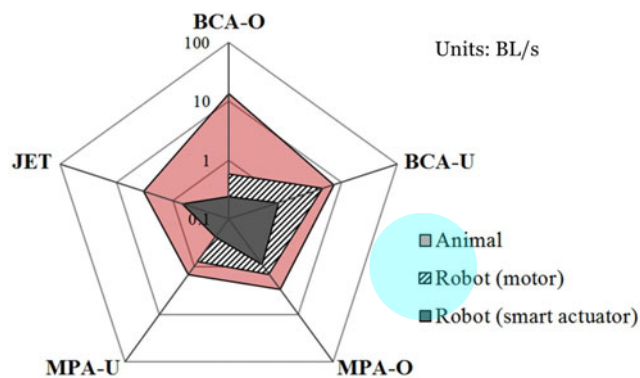 BCA-O
100
Units: BL/s
10
JET
1
BCA-U
0.1
Animal
Robot (motor)
Robot (smart actuator)
MPA-U
MPA-O